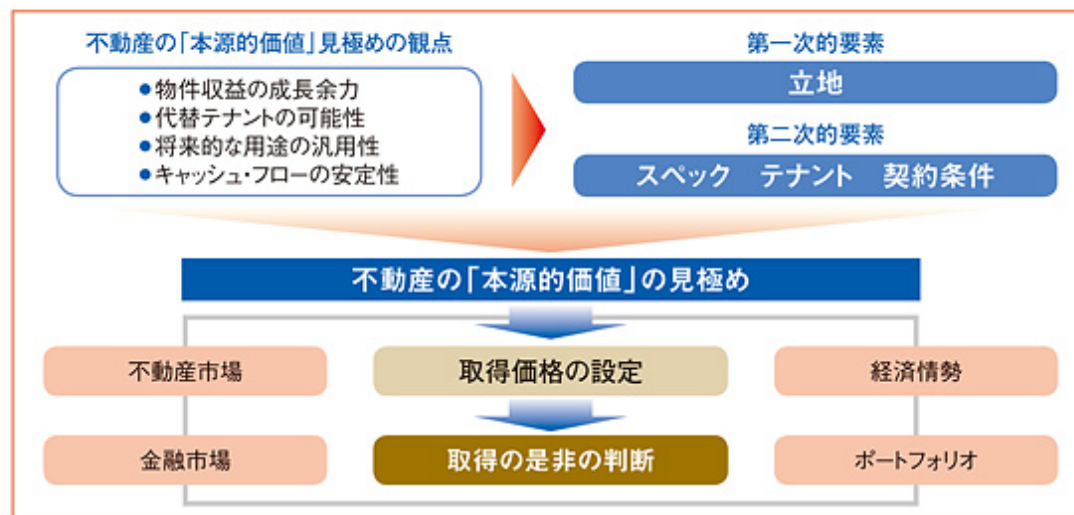 不動産の「本源的価値」見極めの観点
●物件収益の成長余力
●代替テナントの可能性
●将来的な用途の汎用性
●キャッシュ・フローの安定性
第一次的要素
立地
第二次的要素
スペック テナント 契約条件
不動産の「本源的価値」の見極め
不動産市場
取得価格の設定
経済情勢
金融市場
取得の是非の判断
ポートフォリオ